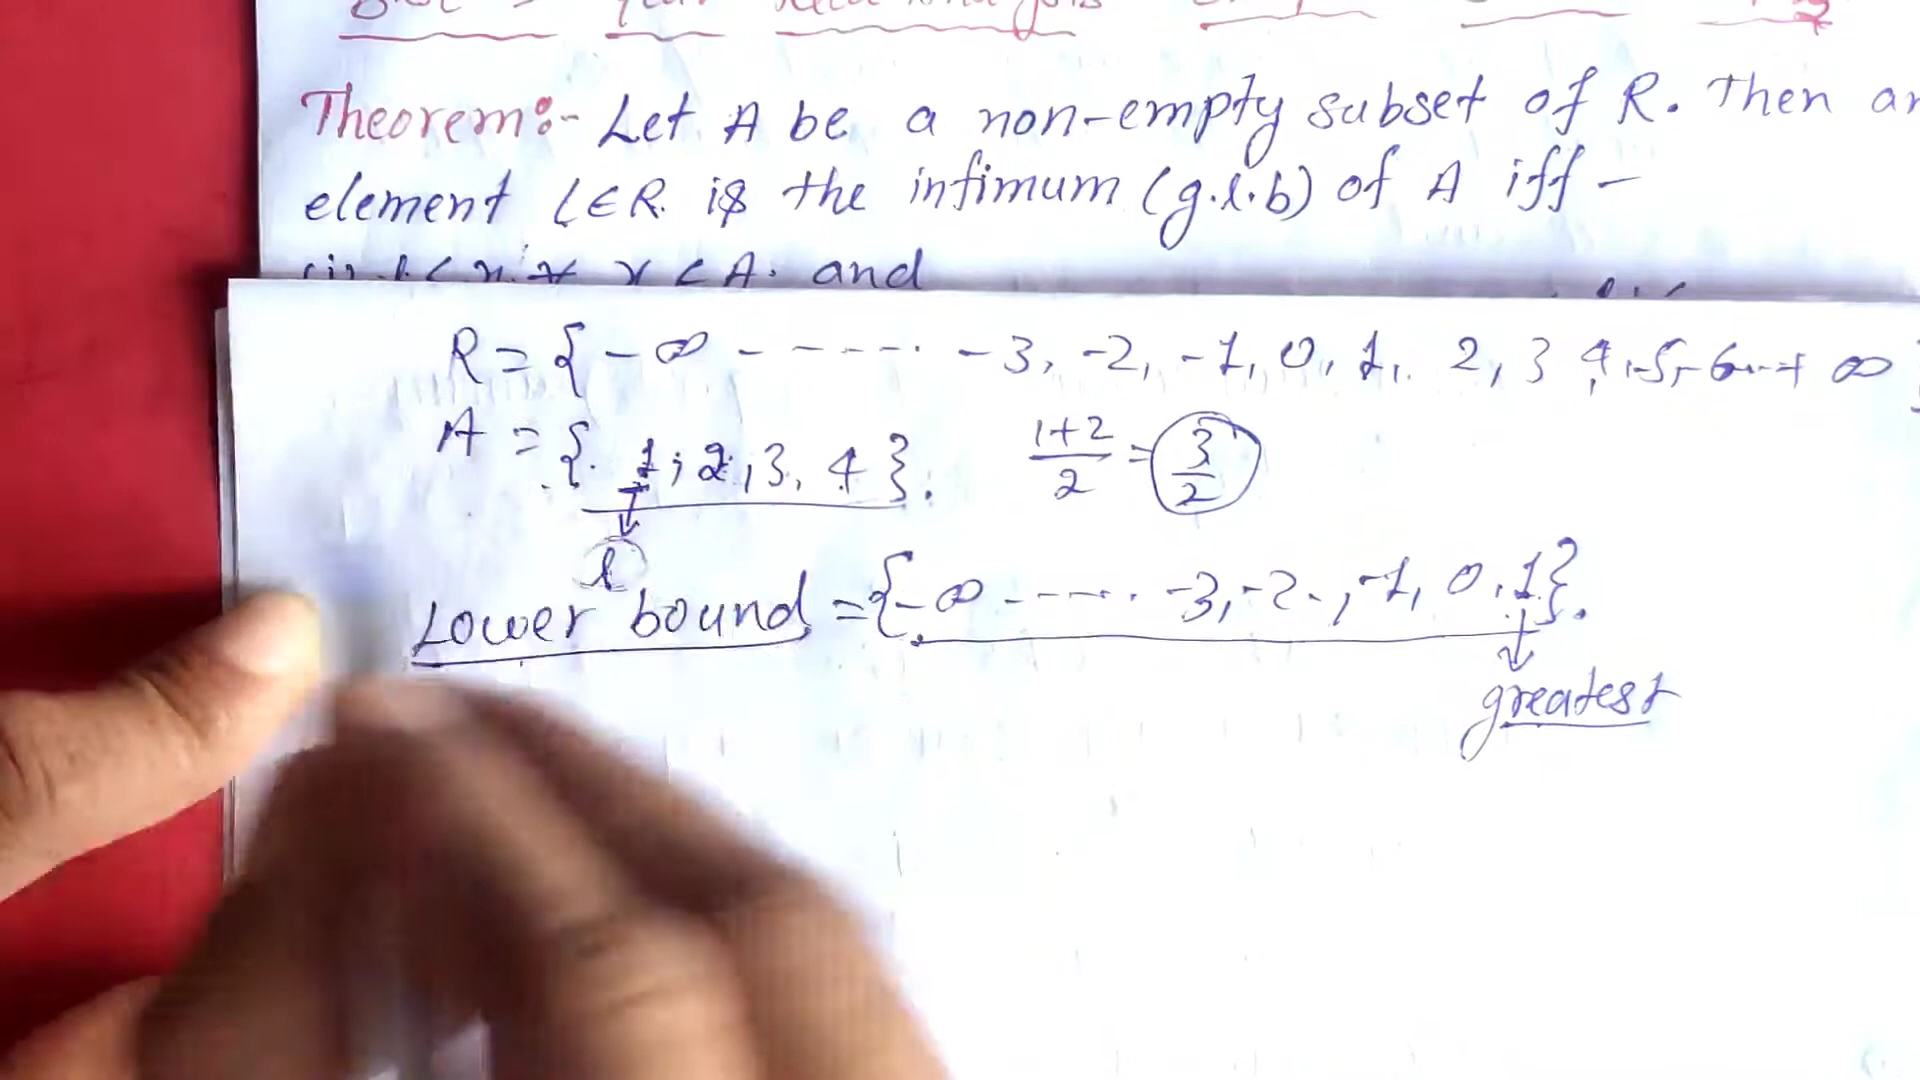 Theorem:- Let A be a non-empty subset of R. Then an
element l∈R is the infimum (g.l.b) of A iff -
(i) l ≤ x ∀ x ∈ A. and
R = {-∞ ------. -3, -2, -1, 0, 1, 2, 3 4, 5, 6...+ ∞
A = {. 1, 2, 3, 4}. 1+2/2 = 3/2
l
Lower bound = {-∞ ------. -3, -2, -1, 0, 1}.
greatest